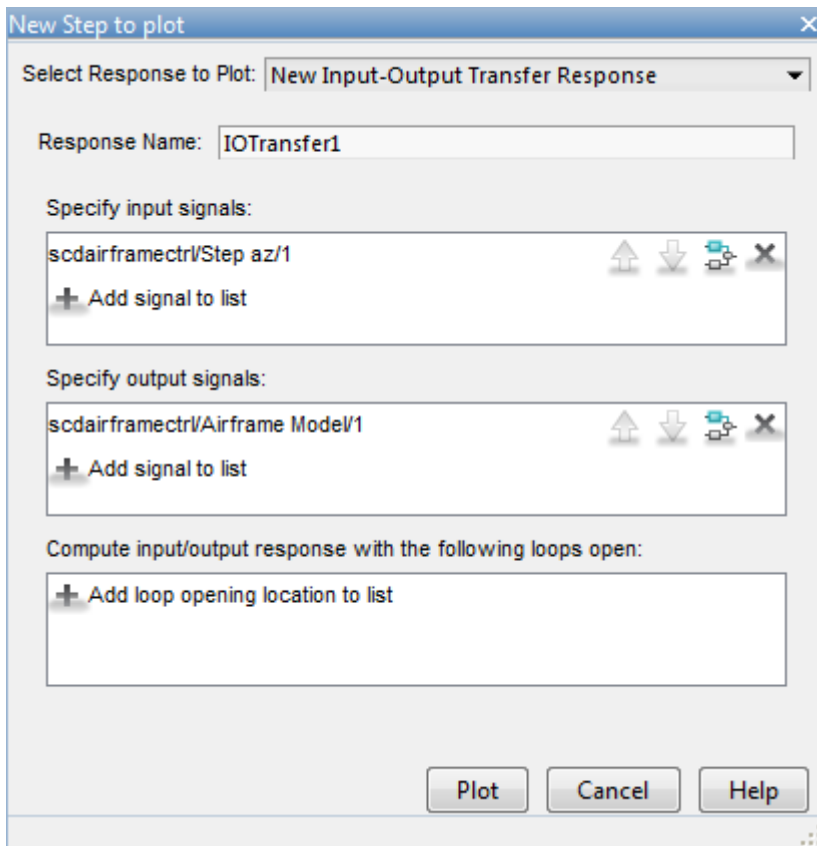 New Step to plot
Select Response to Plot: New Input-Output Transfer Response
Response Name: IOTransfer1
Specify input signals:
scdairframectrl/Step az/1
Add signal to list
Specify output signals:
scdairframectrl/Airframe Model/1
Add signal to list
Compute input/output response with the following loops open:
Add loop opening location to list
Plot Cancel Help